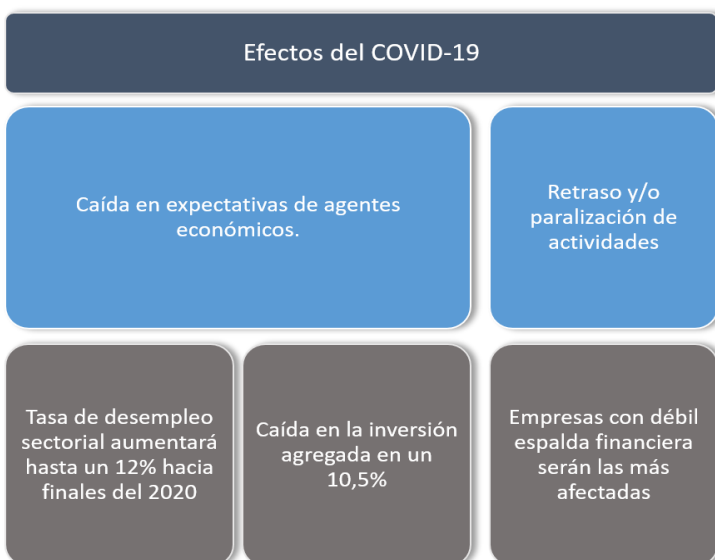 Efectos del COVID-19
Caída en expectativas de agentes
económicos.
Retraso y/o
paralización de
actividades
Tasa de desempleo
sectorial aumentará
hasta un 12% hacia
finales del 2020
Caída en la inversión
agregada en un
10,5%
Empresas con débil
espalda financiera
serán las más
afectadas